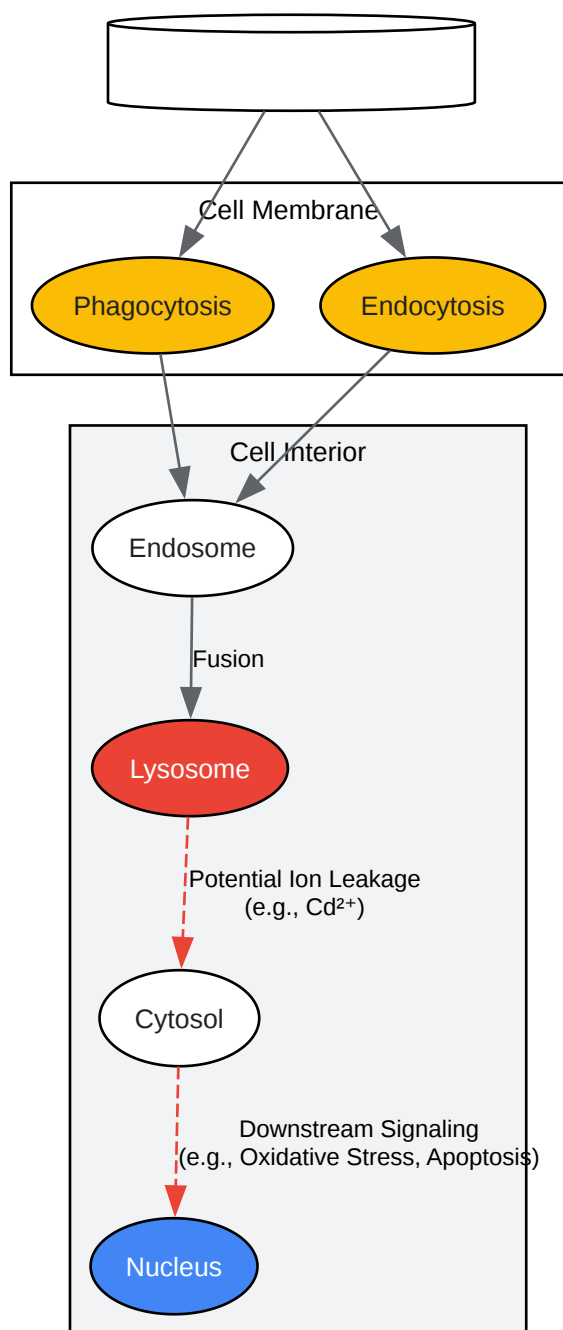 Cell Membrane
Phagocytosis
Endocytosis
Cell Interior
Endosome
Fusion
Lysosome
Potential Ion Leakage
(e.g., Cd²⁺)
Cytosol
Downstream Signaling
(e.g., Oxidative Stress, Apoptosis)
Nucleus